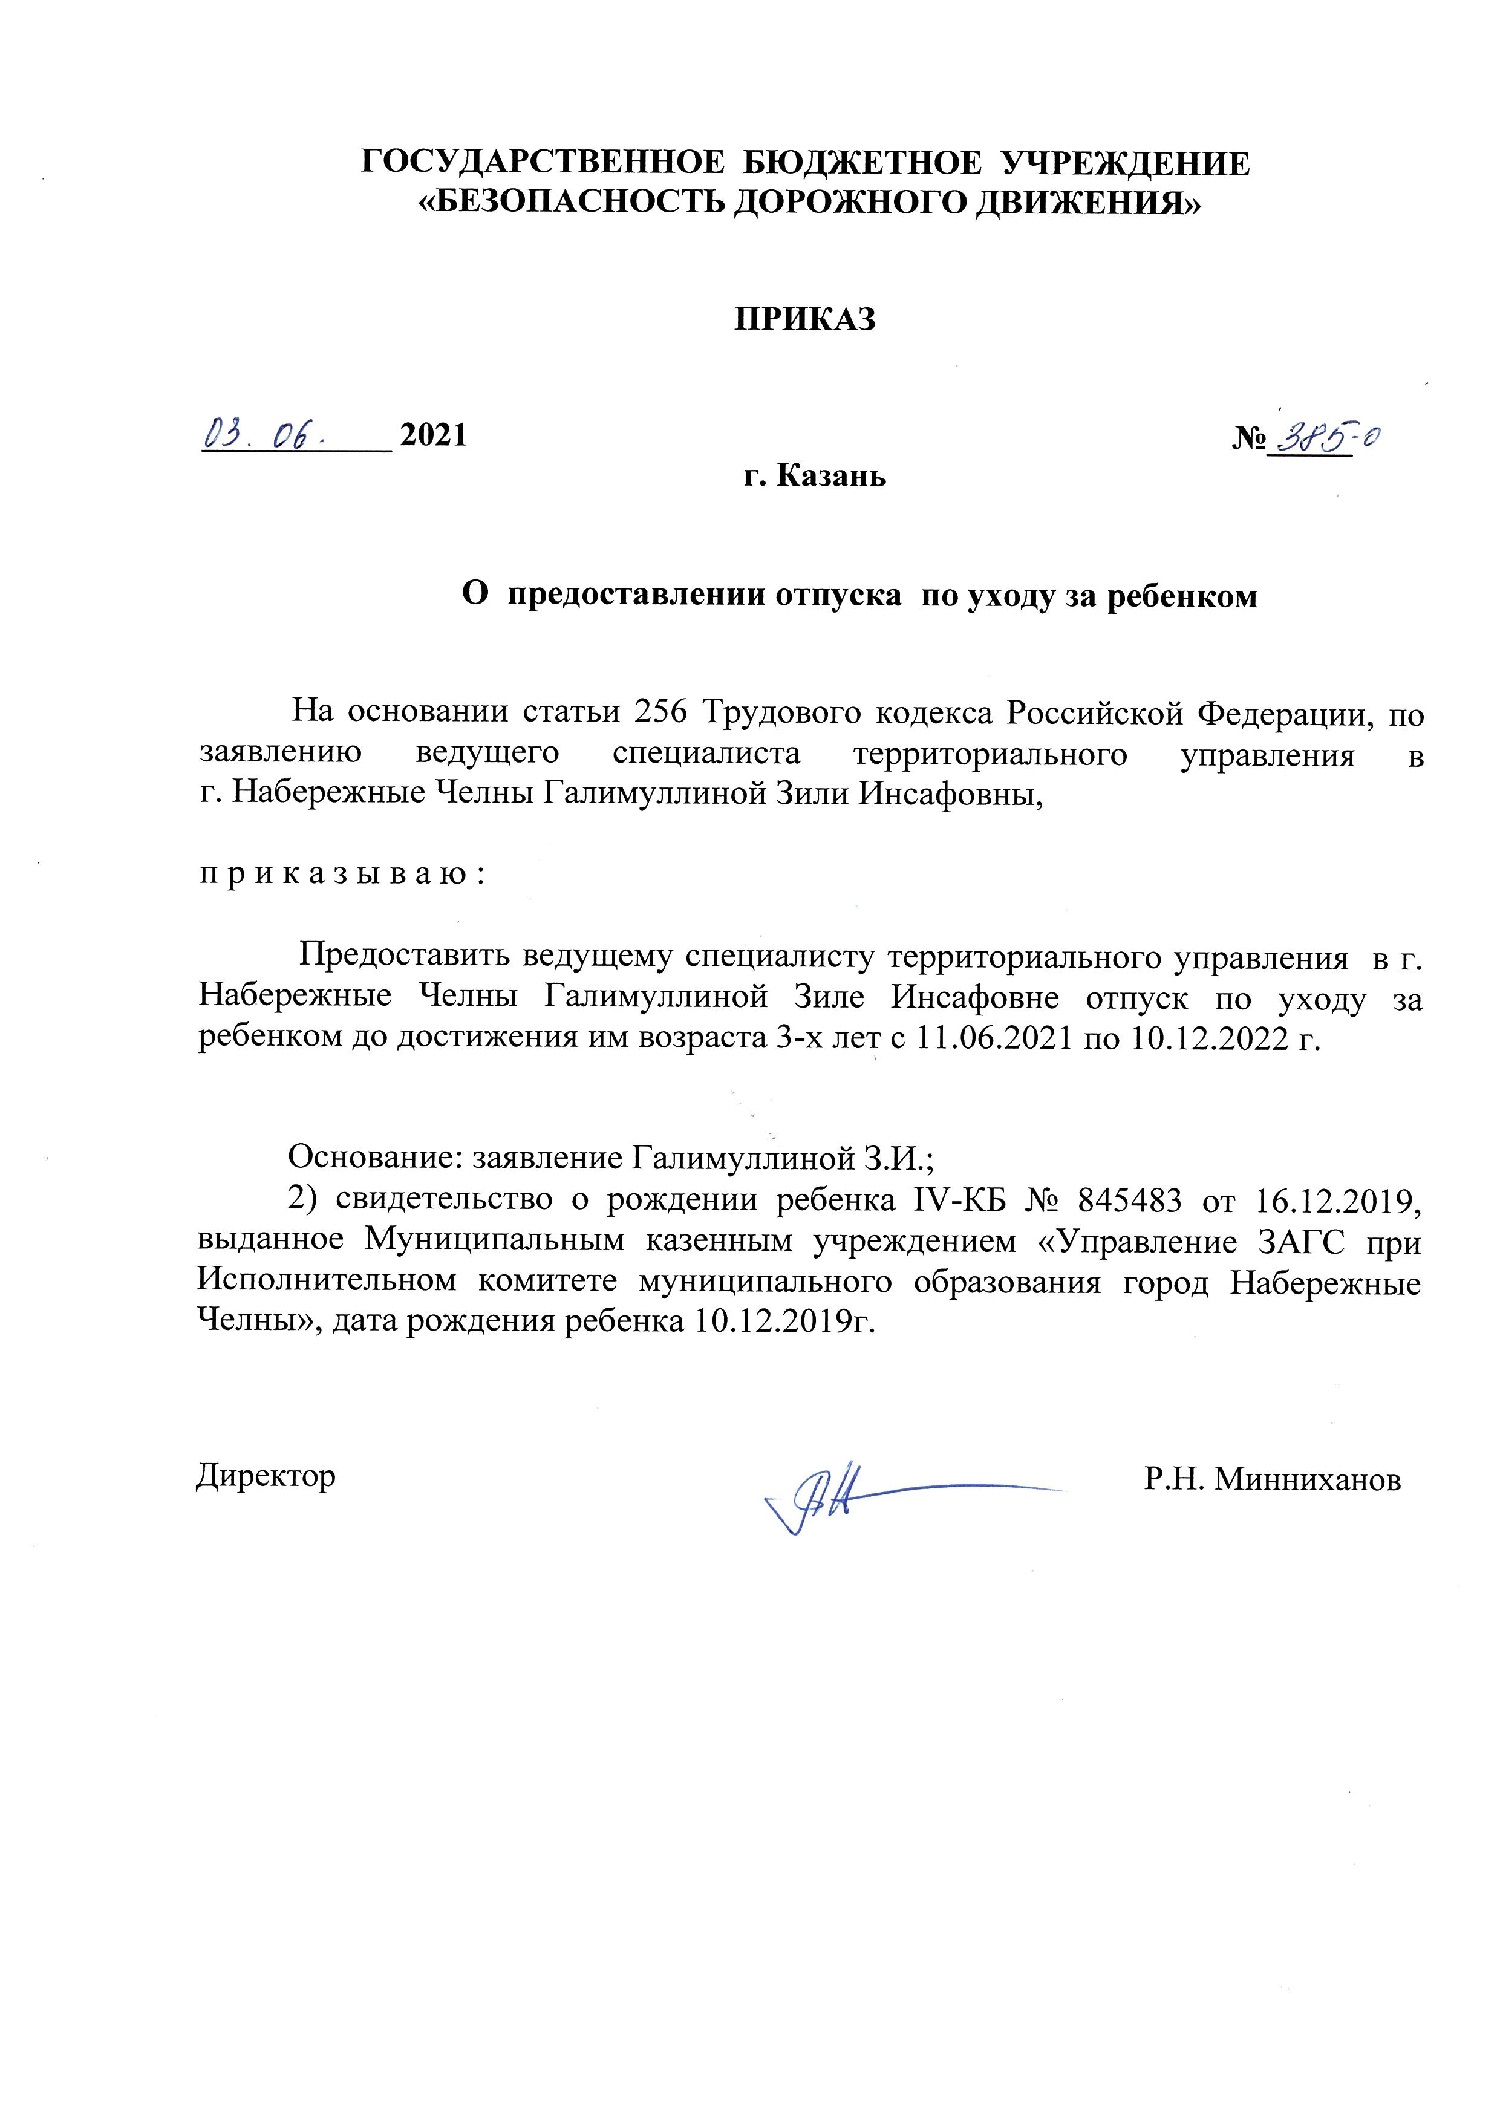 ГОСУДАРСТВЕННОЕ БЮДЖЕТНОЕ УЧРЕЖДЕНИЕ
«БЕЗОПАСНОСТЬ ДОРОЖНОГО ДВИЖЕНИЯ»
ПРИКАЗ
03. 06. 2021 № 385-о
г. Казань
О предоставлении отпуска по уходу за ребенком
На основании статьи 256 Трудового кодекса Российской Федерации, по
заявлению ведущего специалиста территориального управления в
г. Набережные Челны Галимуллиной Зили Инсафовны,
п р и к а з ы в а ю :
Предоставить ведущему специалисту территориального управления в г.
Набережные Челны Галимуллиной Зиле Инсафовне отпуск по уходу за
ребенком до достижения им возраста 3-х лет с 11.06.2021 по 10.12.2022 г.
Основание: заявление Галимуллиной З.И.;
2) свидетельство о рождении ребенка IV-КБ № 845483 от 16.12.2019,
выданное Муниципальным казенным учреждением «Управление ЗАГС при
Исполнительном комитете муниципального образования город Набережные
Челны», дата рождения ребенка 10.12.2019г.
Директор Р.Н. Минниханов